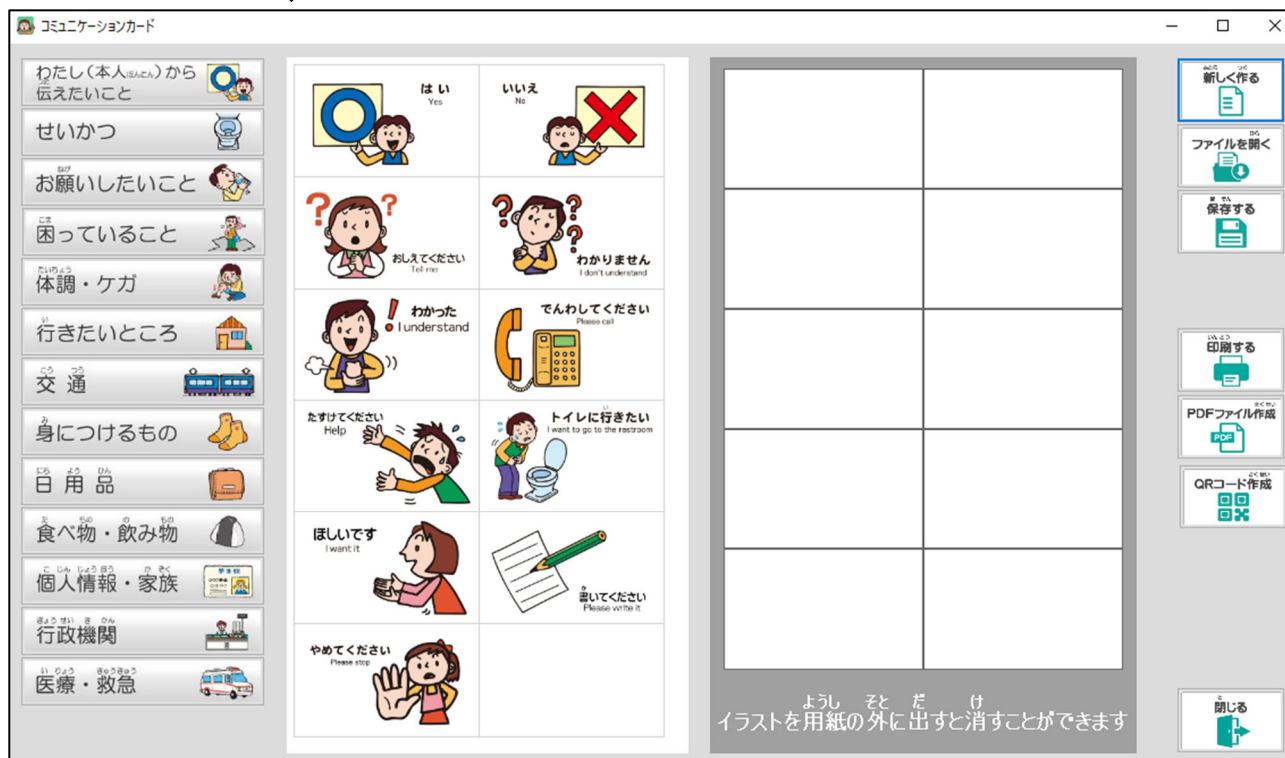 コミュニケーションカード
わたし(本人ほんにん)から
伝えたいこと
せいかつ
お願いしたいこと
困っていること
体調・ケガ
行きたいところ
交通
身につけるもの
日用品
食べ物・飲み物
個人情報・家族
行政機関
医療・救急
はい
Yes
いいえ
No
おしえてください
Tell me
わかりません
I don't understand
わかった
I understand
でんわしてください
Please call
たすけてください
Help
トイレに行きたい
I want to go to the restroom
ほしいです
I want it
書いてください
Please write it
やめてください
Please stop
イラストを用紙の外に出すと消すことができます
新しく作る
ファイルを開く
保存する
印刷する
PDFファイル作成
PDF
QRコード作成
閉じる